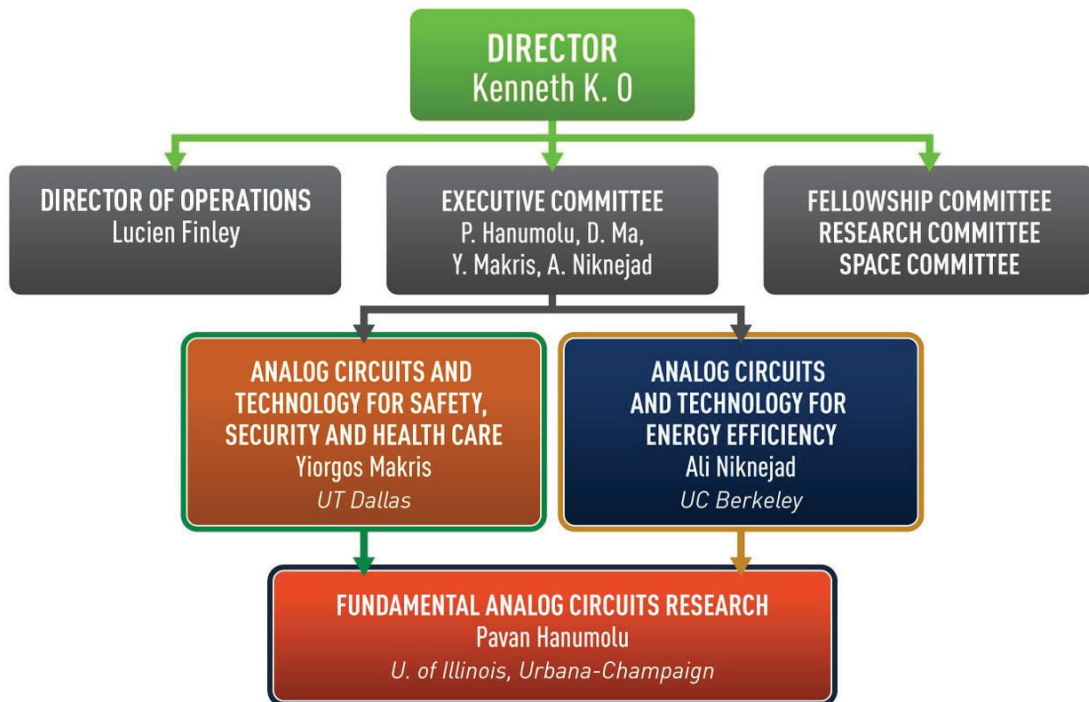 DIRECTOR
Kenneth K. O
DIRECTOR OF OPERATIONS
Lucien Finley
EXECUTIVE COMMITTEE
P. Hanumolu, D. Ma,
Y. Makris, A. Niknejad
FELLOWSHIP COMMITTEE
RESEARCH COMMITTEE
SPACE COMMITTEE
ANALOG CIRCUITS AND
TECHNOLOGY FOR SAFETY,
SECURITY AND HEALTH CARE
Yiorgos Makris
UT Dallas
ANALOG CIRCUITS
AND TECHNOLOGY FOR
ENERGY EFFICIENCY
Ali Niknejad
UC Berkeley
FUNDAMENTAL ANALOG CIRCUITS RESEARCH
Pavan Hanumolu
U. of Illinois, Urbana-Champaign